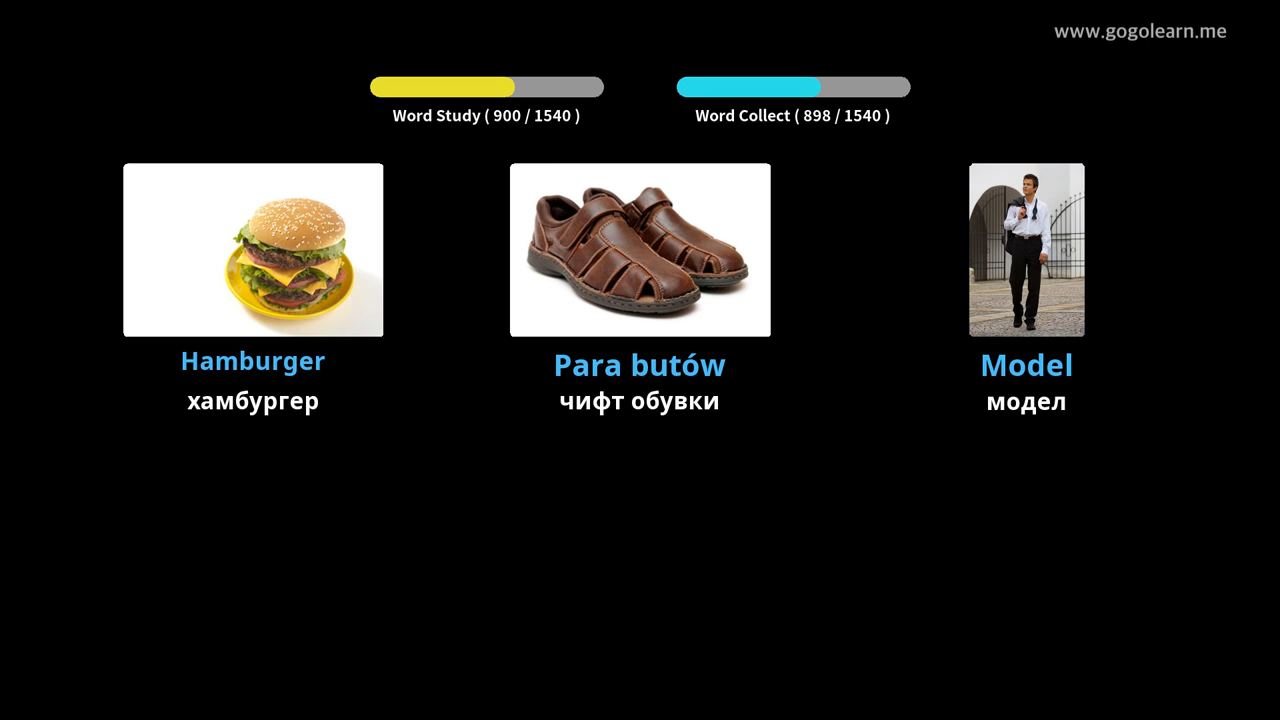 www.gogolearn.me
Word Study ( 900 / 1540 )
Word Collect ( 898 / 1540 )
Hamburger
хамбургер
Para butów
чифт обувки
Model
модел